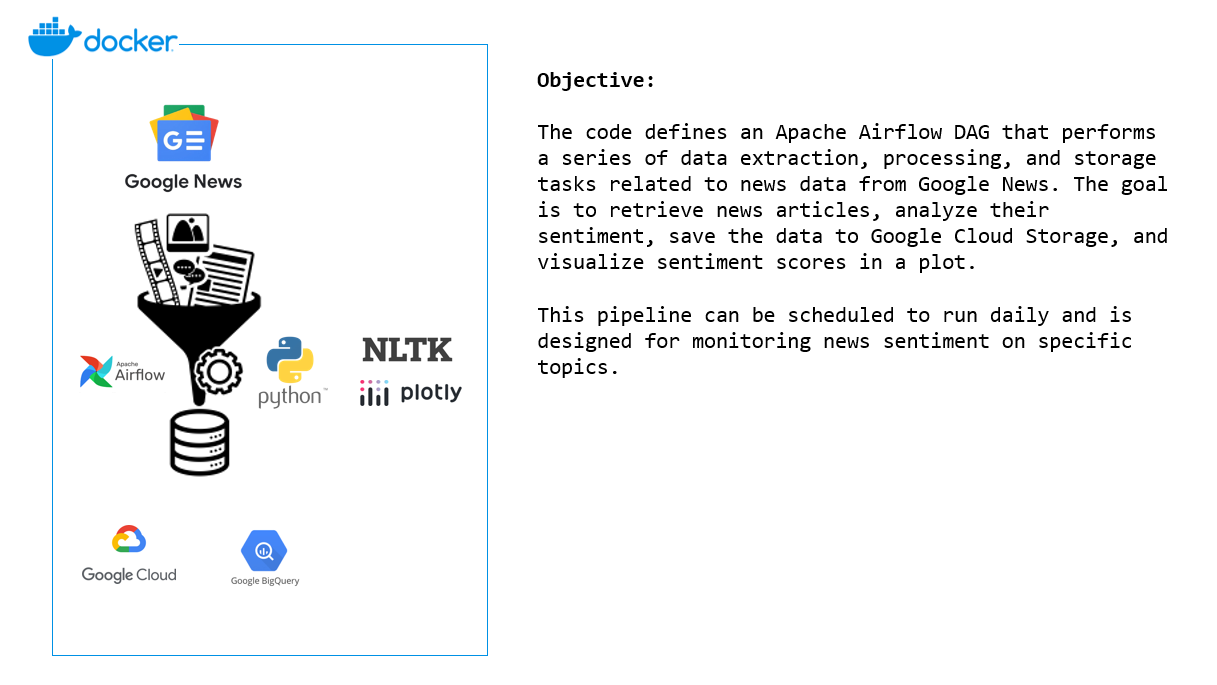 docker
Google News
Apache
Airflow
python™
NLTK
plotly
Google Cloud
Google BigQuery
Objective:
The code defines an Apache Airflow DAG that performs
a series of data extraction, processing, and storage
tasks related to news data from Google News. The goal
is to retrieve news articles, analyze their
sentiment, save the data to Google Cloud Storage, and
visualize sentiment scores in a plot.
This pipeline can be scheduled to run daily and is
designed for monitoring news sentiment on specific
topics.